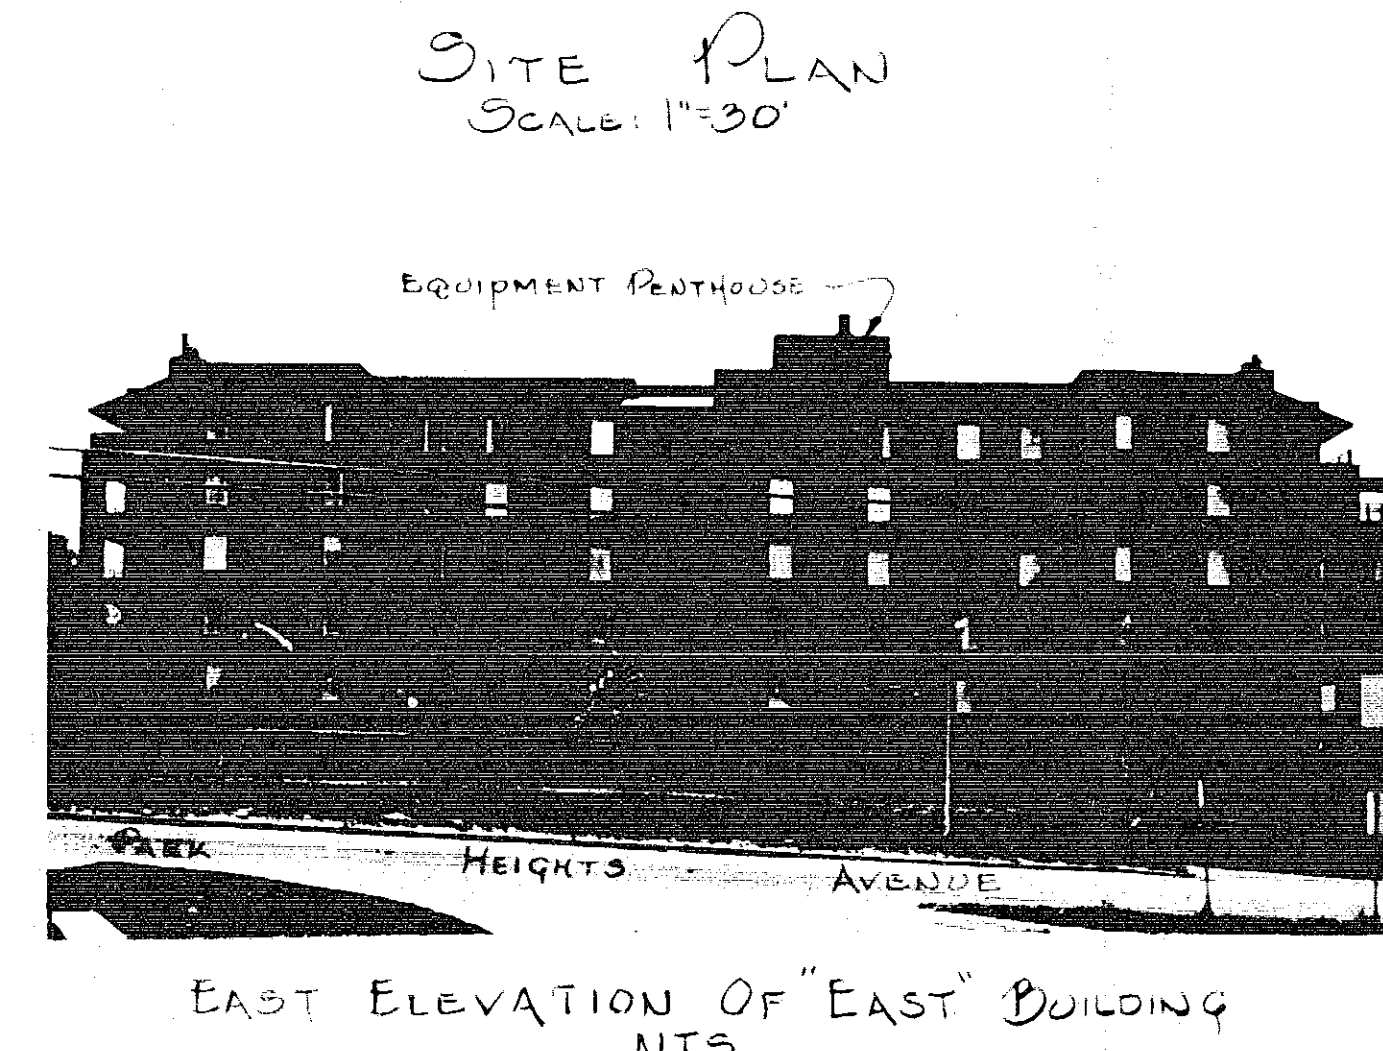 SITE PLAN
SCALE: 1"=30'
EQUIPMENT PENTHOUSE
PARK HEIGHTS AVENUE
EAST ELEVATION OF "EAST" BUILDING
NTS